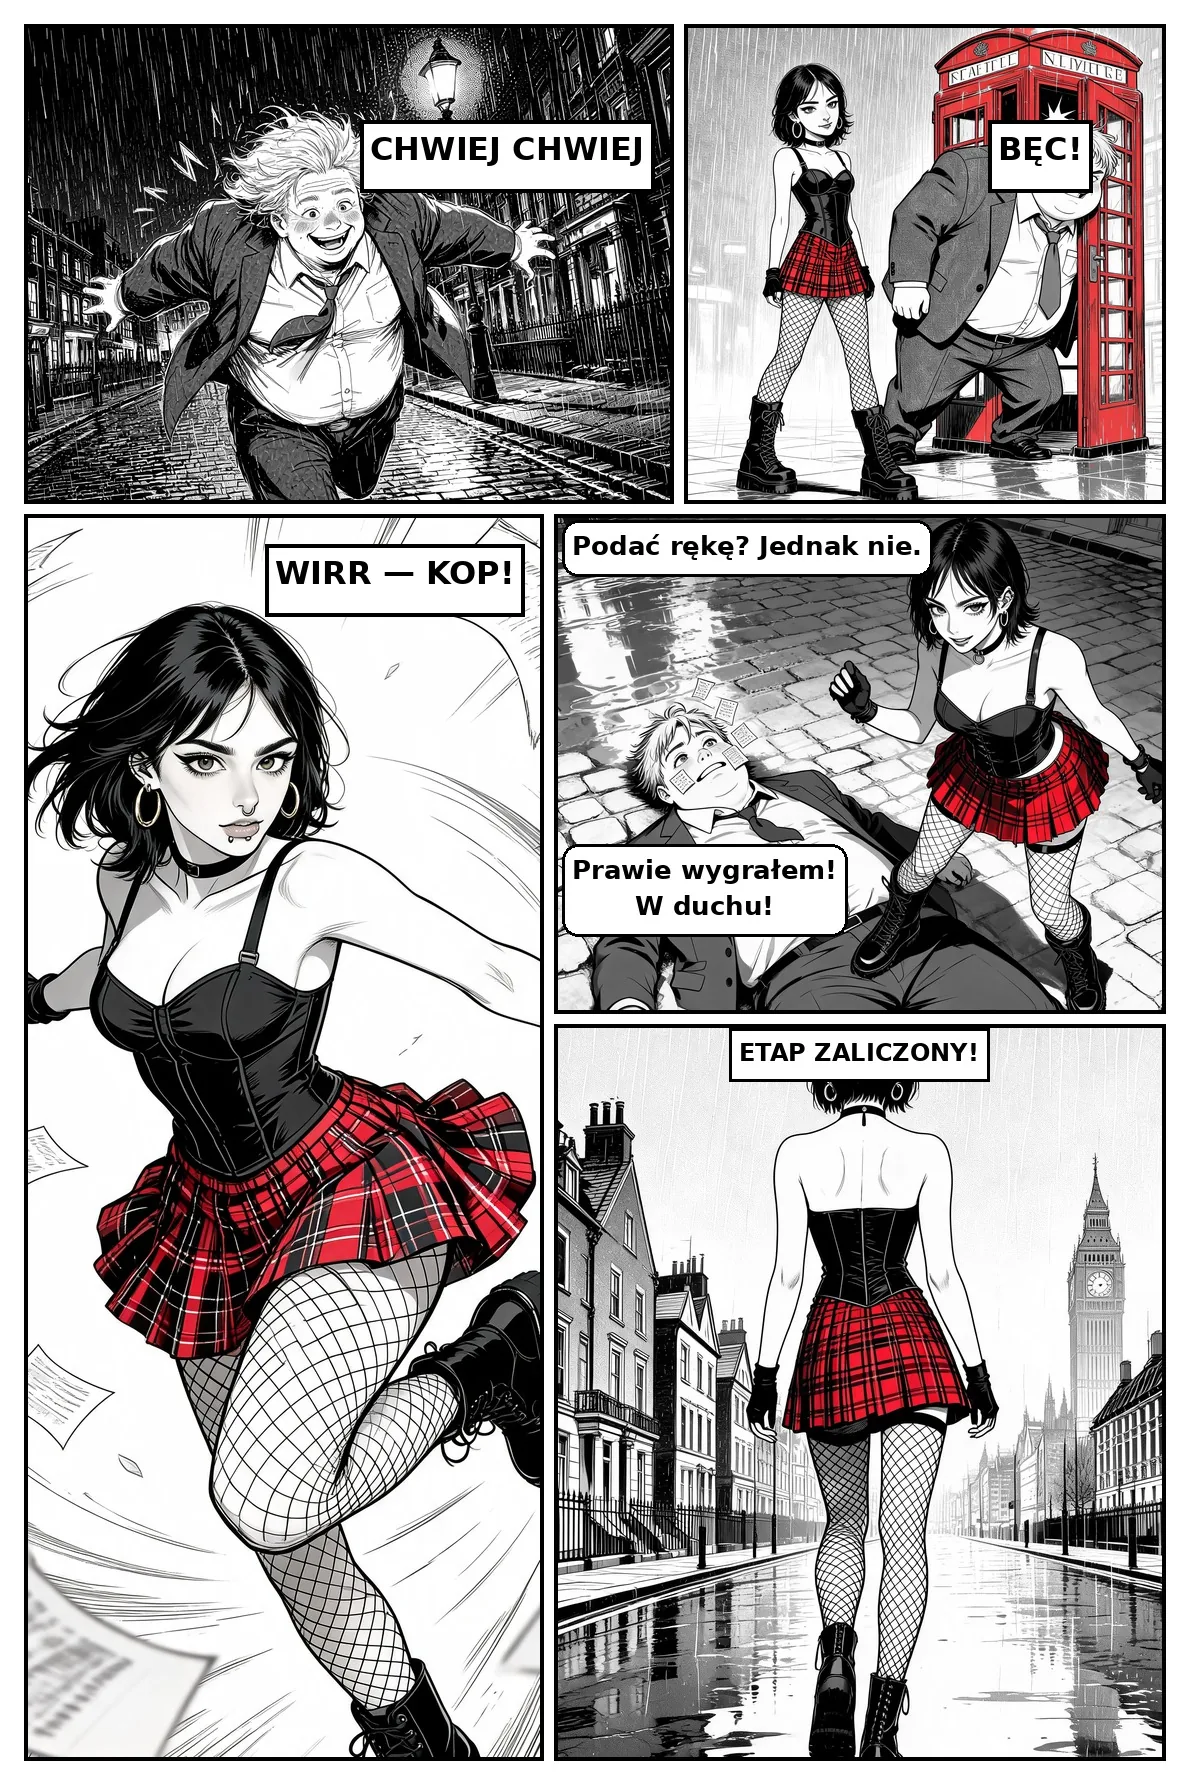 CHWIEJ CHWIEJ
BĘC!
WIRR — KOP!
Podać rękę? Jednak nie.
Prawie wygrałem!
W duchu!
ETAP ZALICZONY!